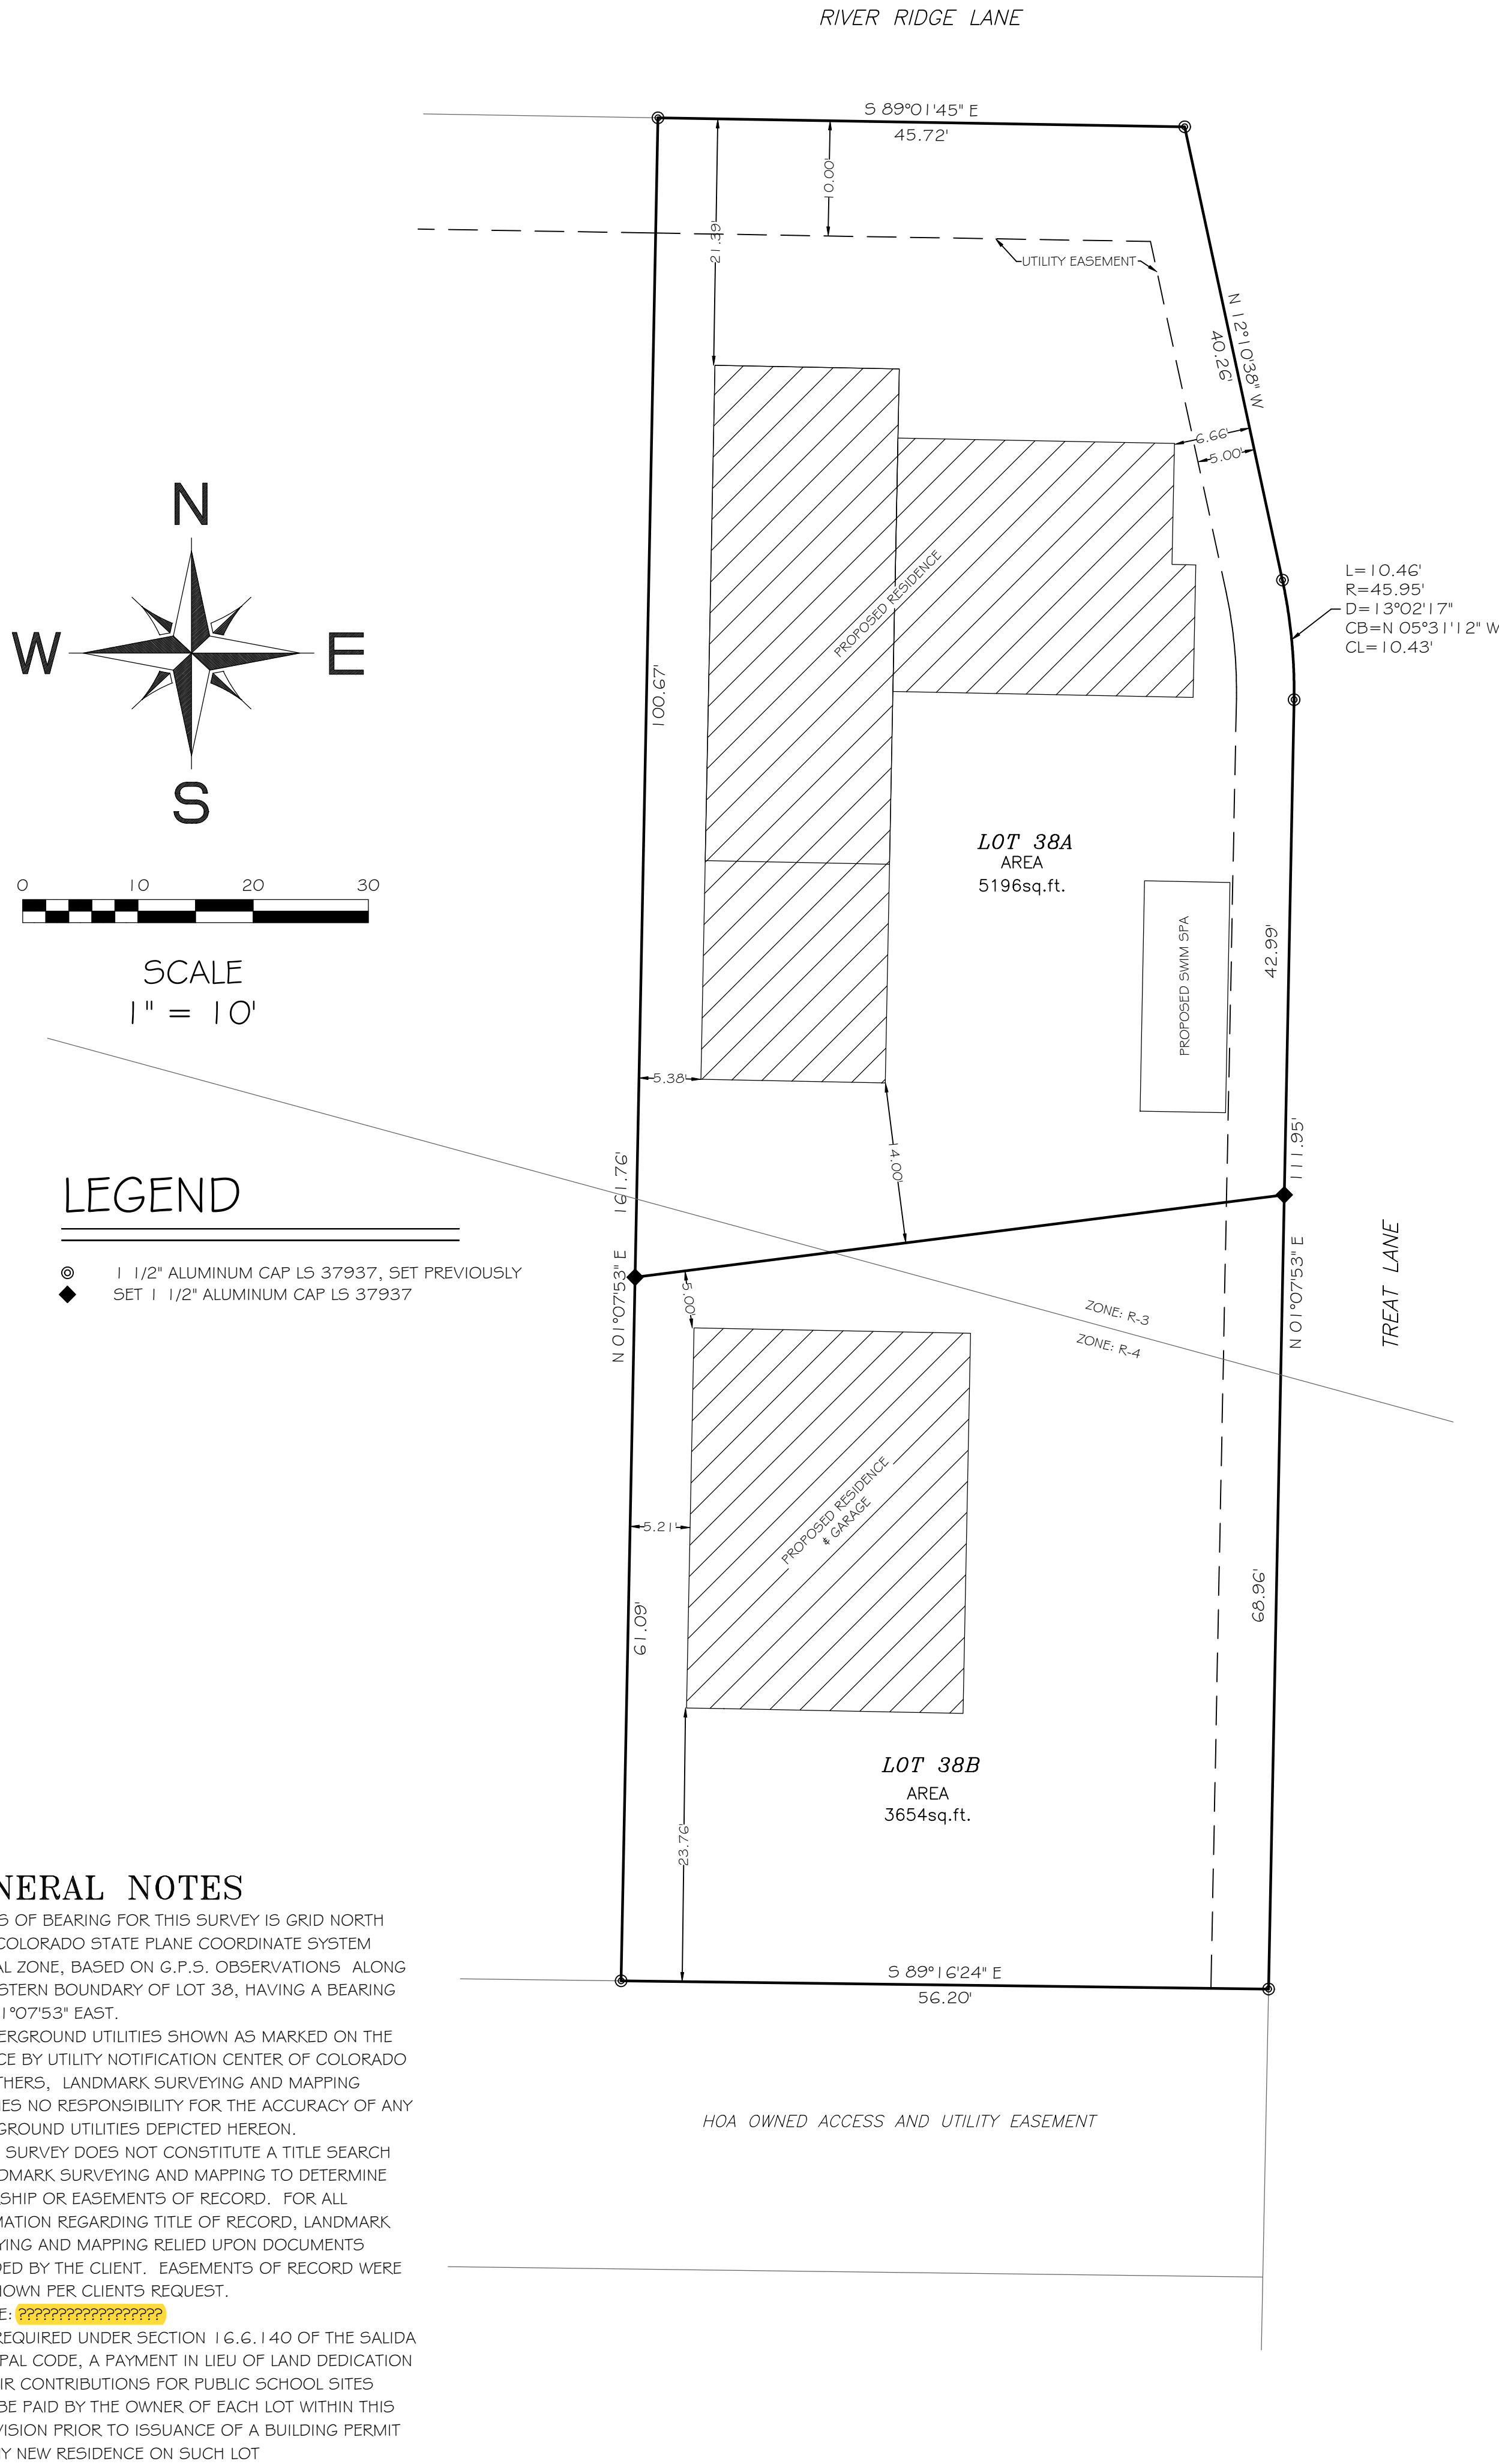 RIVER RIDGE LANE
S 89°01'45" E
45.72'
10.00'
21.39'
UTILITY EASEMENT
N 12°10'38" W
40.26'
6.66'
5.00'
L=10.46'
R=45.95'
D=13°02'17"
CB=N 05°31'12" W
CL=10.43'
PROPOSED RESIDENCE
100.67'
N
W
E
S
0 10 20 30
SCALE
1" = 10'
LOT 38A
AREA
5196sq.ft.
PROPOSED SWIM SPA
42.99'
5.38'
14.00'
111.95'
161.76'
N 01°07'53" E
N 01°07'53" E
TREAT LANE
LEGEND
1 1/2" ALUMINUM CAP LS 37937, SET PREVIOUSLY
SET 1 1/2" ALUMINUM CAP LS 37937
5.00'
ZONE: R-3
ZONE: R-4
PROPOSED RESIDENCE
& GARAGE
5.21'
61.09'
68.96'
LOT 38B
AREA
3654sq.ft.
23.76'
S 89°16'24" E
56.20'
HOA OWNED ACCESS AND UTILITY EASEMENT
NERAL NOTES
S OF BEARING FOR THIS SURVEY IS GRID NORTH
COLORADO STATE PLANE COORDINATE SYSTEM
AL ZONE, BASED ON G.P.S. OBSERVATIONS ALONG
STERN BOUNDARY OF LOT 38, HAVING A BEARING
1°07'53" EAST.
ERGROUND UTILITIES SHOWN AS MARKED ON THE
CE BY UTILITY NOTIFICATION CENTER OF COLORADO
THERS, LANDMARK SURVEYING AND MAPPING
MES NO RESPONSIBILITY FOR THE ACCURACY OF ANY
GROUND UTILITIES DEPICTED HEREON.
SURVEY DOES NOT CONSTITUTE A TITLE SEARCH
DMARK SURVEYING AND MAPPING TO DETERMINE
SHIP OR EASEMENTS OF RECORD. FOR ALL
MATION REGARDING TITLE OF RECORD, LANDMARK
YING AND MAPPING RELIED UPON DOCUMENTS
DED BY THE CLIENT. EASEMENTS OF RECORD WERE
HOWN PER CLIENTS REQUEST.
E: ??????????????????
REQUIRED UNDER SECTION 16.6.140 OF THE SALIDA
PAL CODE, A PAYMENT IN LIEU OF LAND DEDICATION
IR CONTRIBUTIONS FOR PUBLIC SCHOOL SITES
BE PAID BY THE OWNER OF EACH LOT WITHIN THIS
VISION PRIOR TO ISSUANCE OF A BUILDING PERMIT
NY NEW RESIDENCE ON SUCH LOT